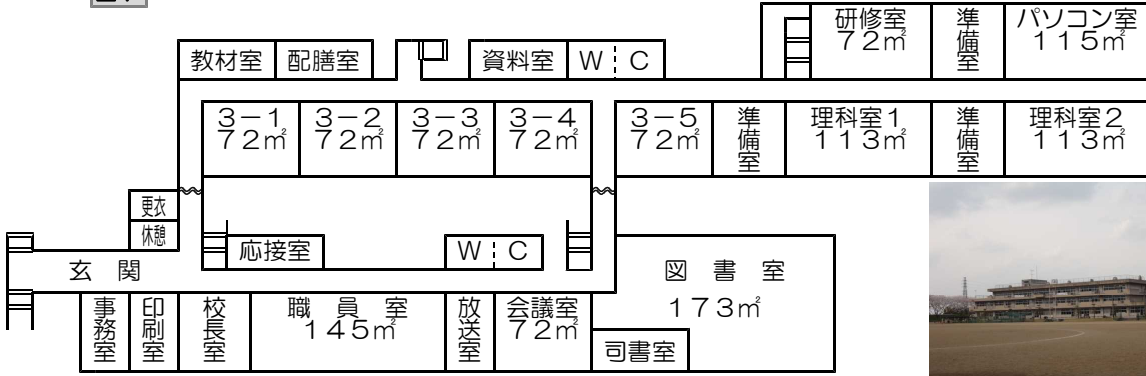 研修室
72㎡
準備室
パソコン室
115㎡
教材室
配膳室
資料室
W C
3－1
72㎡
3－2
72㎡
3－3
72㎡
3－4
72㎡
3－5
72㎡
準備室
理科室1
113㎡
準備室
理科室2
113㎡
更衣
休憩
応接室
W C
玄関
図書室
173㎡
事務室
印刷室
校長室
職員室
145㎡
放送室
会議室
72㎡
司書室